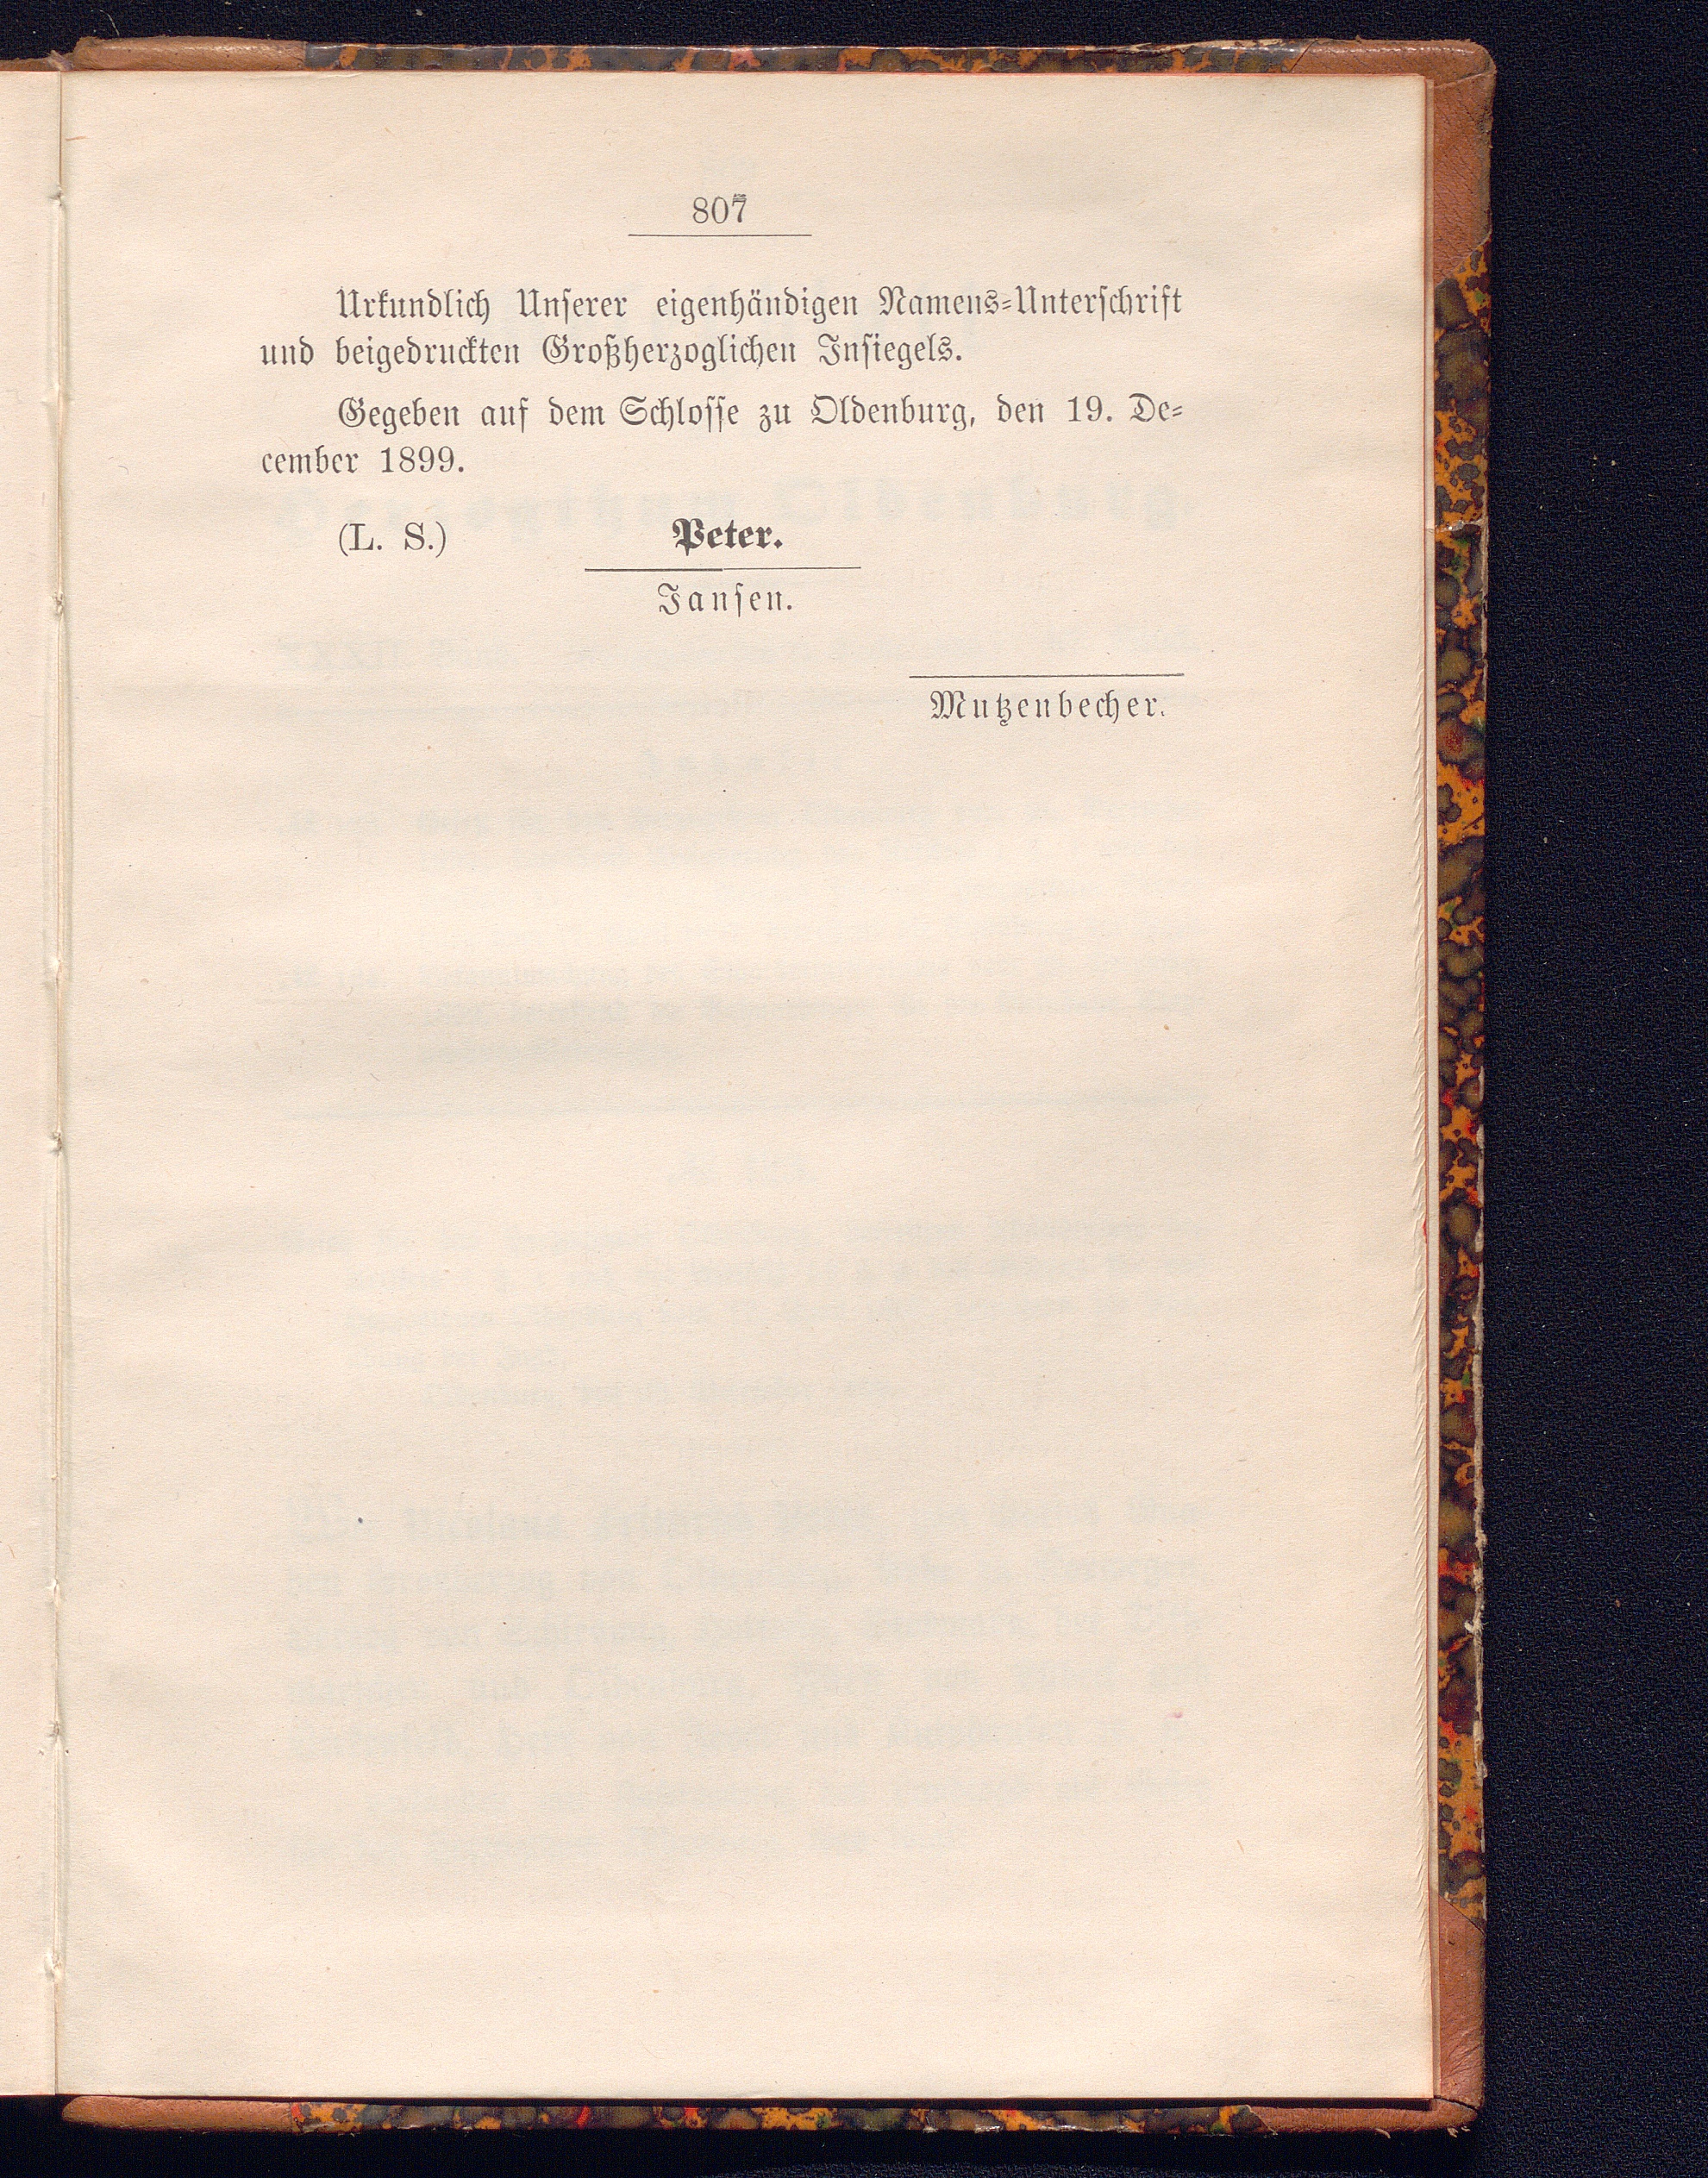 807
Urkundlich Unserer eigenhändigen Namens-Unterschrift
und beigedruckten Großherzoglichen Insiegels.
Gegeben auf dem Schlosse zu Oldenburg, den 19. De-
cember 1899.
(L. S.) Peter.
Jansen.
Mutzenbecher.